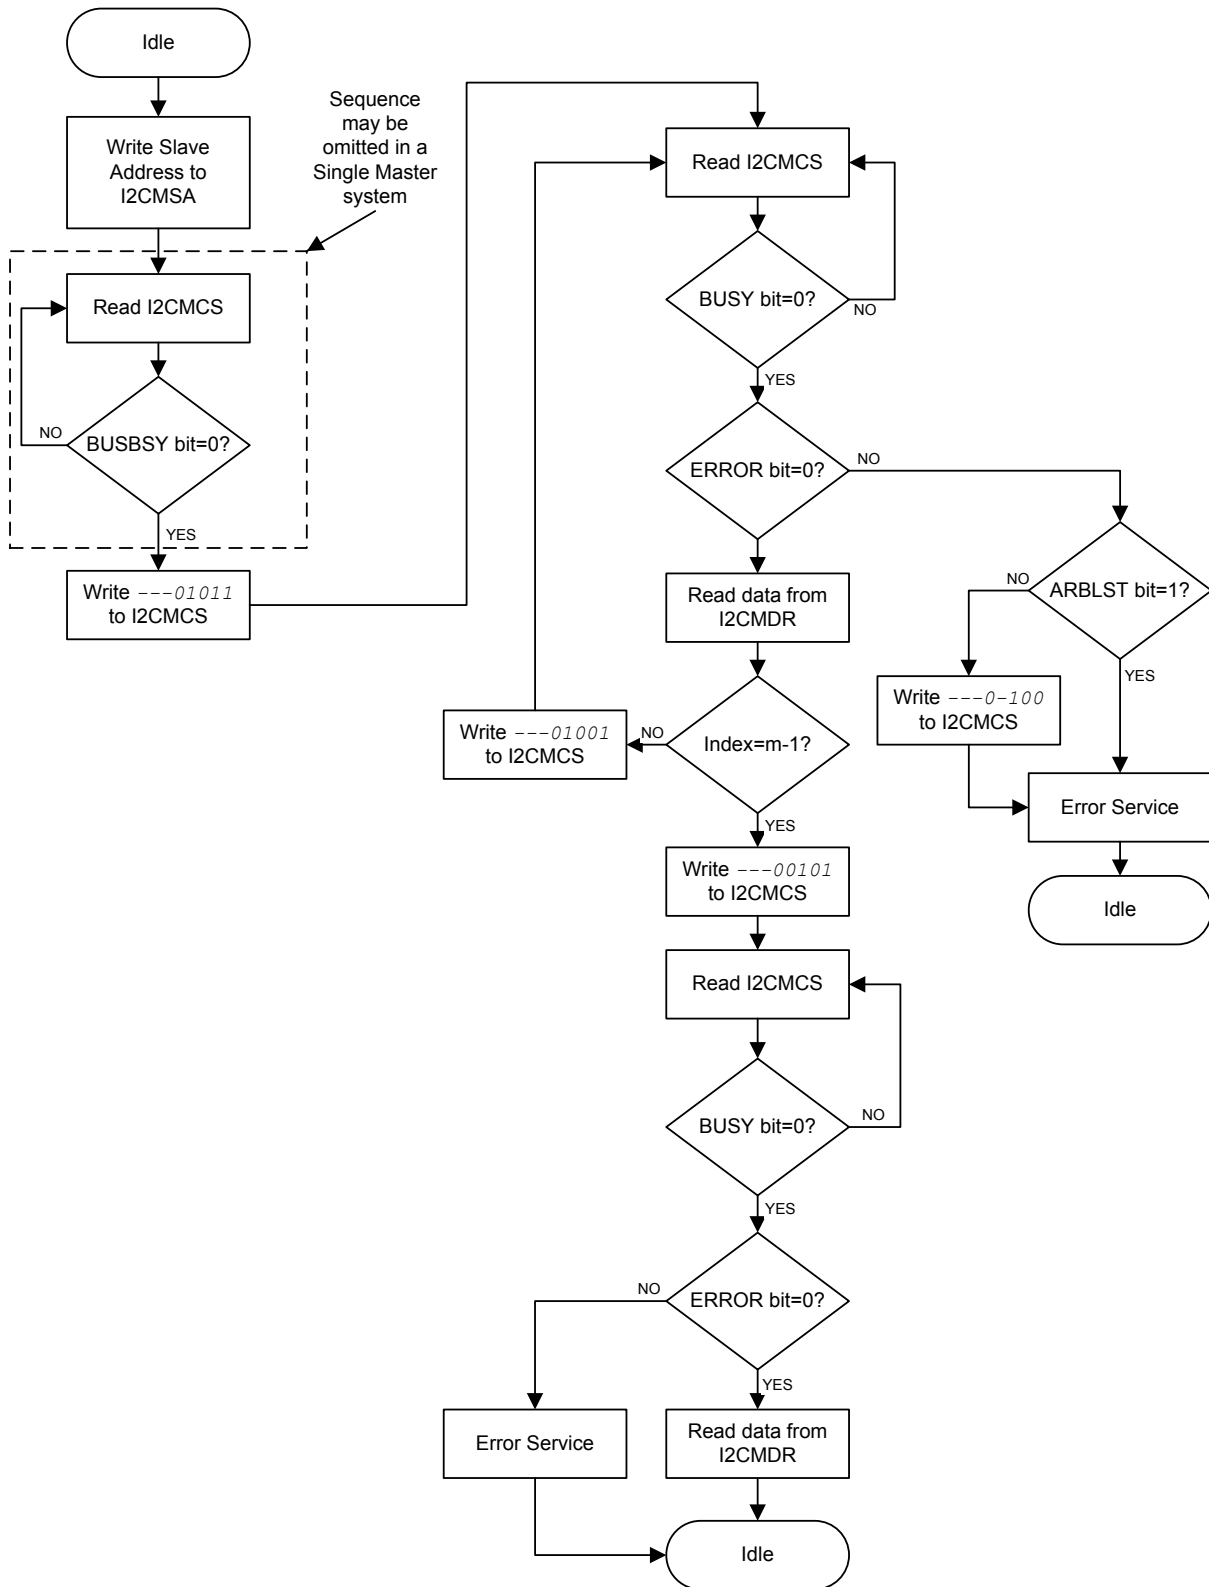 Idle
Write Slave
Address to
I2CMSA
Sequence
may be
omitted in a
Single Master
system
Read I2CMCS
BUSBSY bit=0?
NO
YES
Write ---01011
to I2CMCS
Read I2CMCS
BUSY bit=0?
NO
YES
ERROR bit=0?
NO
Read data from
I2CMDR
ARBLST bit=1?
NO
YES
Write ---0-100
to I2CMCS
Error Service
Idle
Index=m-1?
NO
Write ---01001
to I2CMCS
YES
Write ---00101
to I2CMCS
Read I2CMCS
BUSY bit=0?
NO
YES
ERROR bit=0?
NO
YES
Error Service
Read data from
I2CMDR
Idle